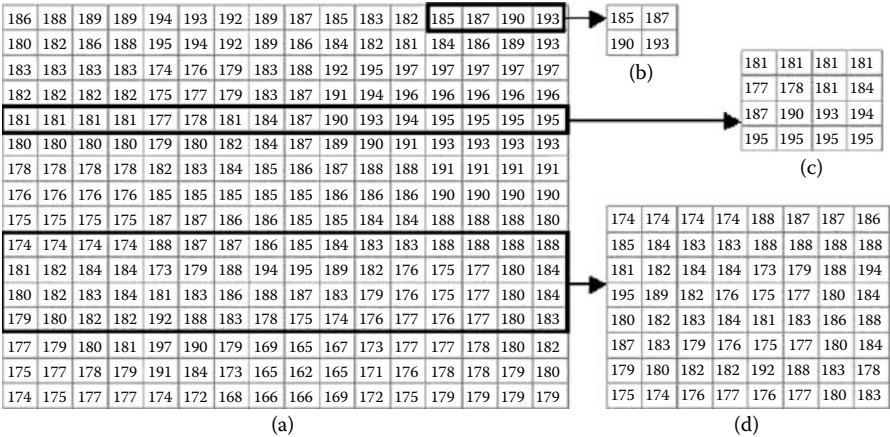 186 188 189 189 194 193 192 189 187 185 183 182 185 187 190 193
180 182 186 188 195 194 192 189 186 184 182 181 184 186 189 193
183 183 183 183 174 176 179 183 188 192 195 197 197 197 197 197
182 182 182 182 175 177 179 183 187 191 194 196 196 196 196 196
181 181 181 181 177 178 181 184 187 190 193 194 195 195 195 195
180 180 180 180 179 180 182 184 187 189 190 191 193 193 193 193
178 178 178 178 182 183 184 185 186 187 188 188 191 191 191 191
176 176 176 176 185 185 185 185 185 186 186 186 190 190 190 190
175 175 175 175 187 187 186 186 185 185 184 184 188 188 188 180
174 174 174 174 188 187 187 186 185 184 183 183 188 188 188 188
181 182 184 184 173 179 188 194 195 189 182 176 175 177 180 184
180 182 183 184 181 183 186 188 187 183 179 176 175 177 180 184
179 180 182 182 192 188 183 178 175 174 176 177 176 177 180 183
177 179 180 181 197 190 179 169 165 167 173 177 177 178 180 182
175 177 178 179 191 184 173 165 162 165 171 176 178 178 179 180
174 175 177 177 174 172 168 166 166 169 172 175 179 179 179 179
(a)
185 187
190 193
(b)
181 181 181 181
177 178 181 184
187 190 193 194
195 195 195 195
(c)
174 174 174 174 188 187 187 186
185 184 183 183 188 188 188 188
181 182 184 184 173 179 188 194
195 189 182 176 175 177 180 184
180 182 183 184 181 183 186 188
187 183 179 176 175 177 180 184
179 180 182 182 192 188 183 178
175 174 176 177 176 177 180 183
(d)